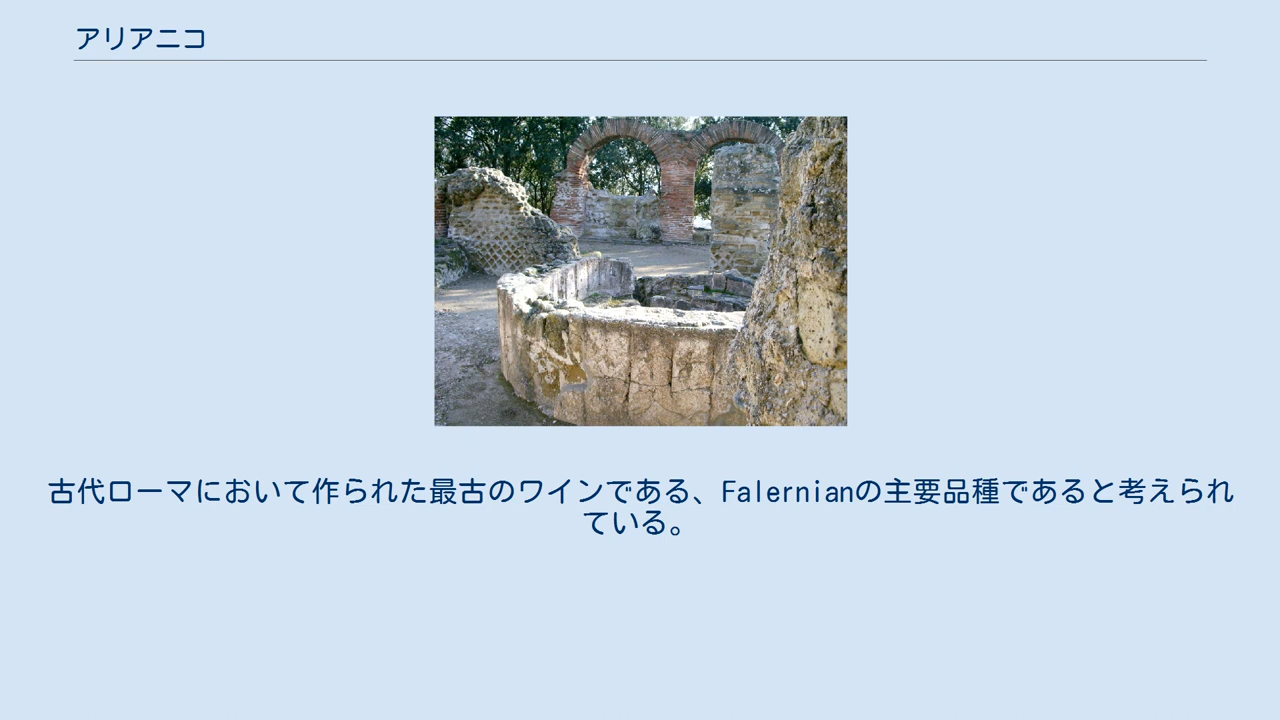 アリアニコ
古代ローマにおいて作られた最古のワインである、Falernianの主要品種であると考えられ
ている。